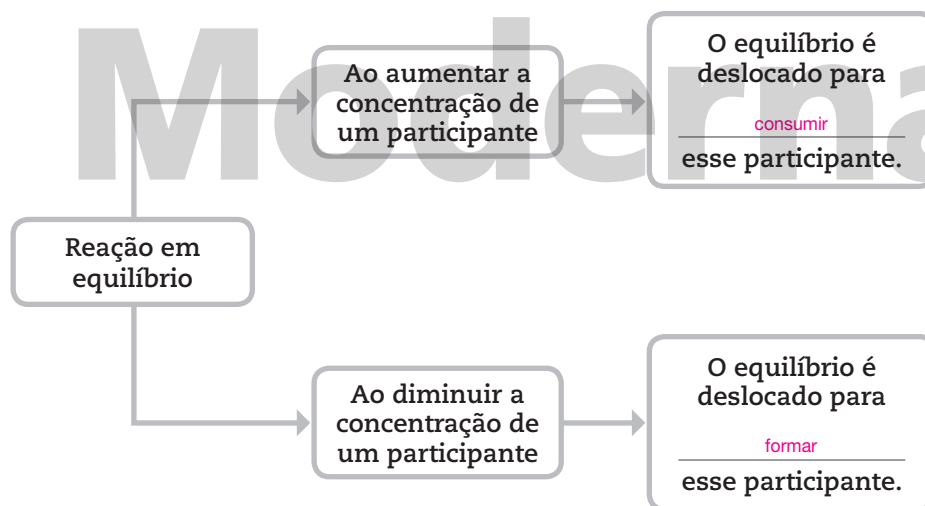 Moderna
Reação em
equilíbrio
Ao aumentar a
concentração de
um participante
O equilíbrio é
deslocado para
consumir
esse participante.
Ao diminuir a
concentração de
um participante
O equilíbrio é
deslocado para
formar
esse participante.